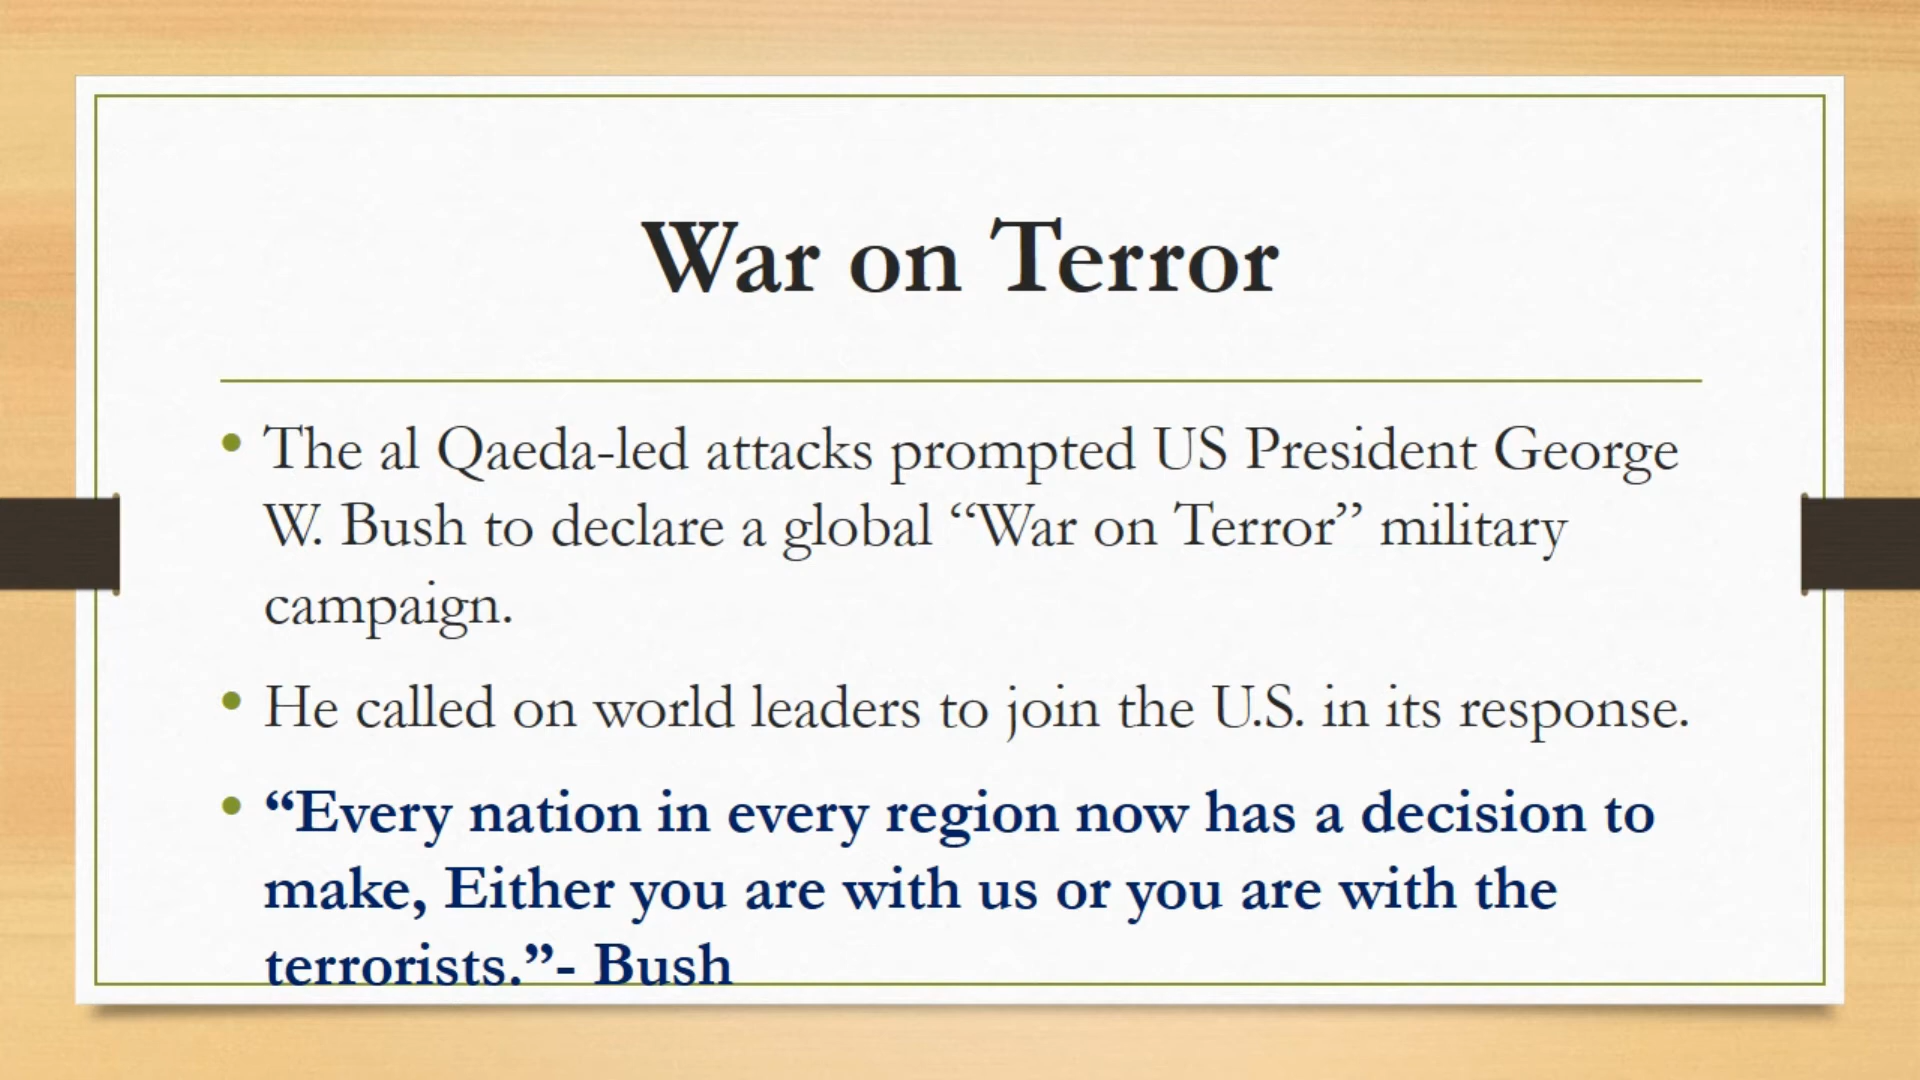 War on Terror
• The al Qaeda-led attacks prompted US President George
W. Bush to declare a global “War on Terror” military
campaign.
• He called on world leaders to join the U.S. in its response.
• “Every nation in every region now has a decision to
make, Either you are with us or you are with the
terrorists.”- Bush